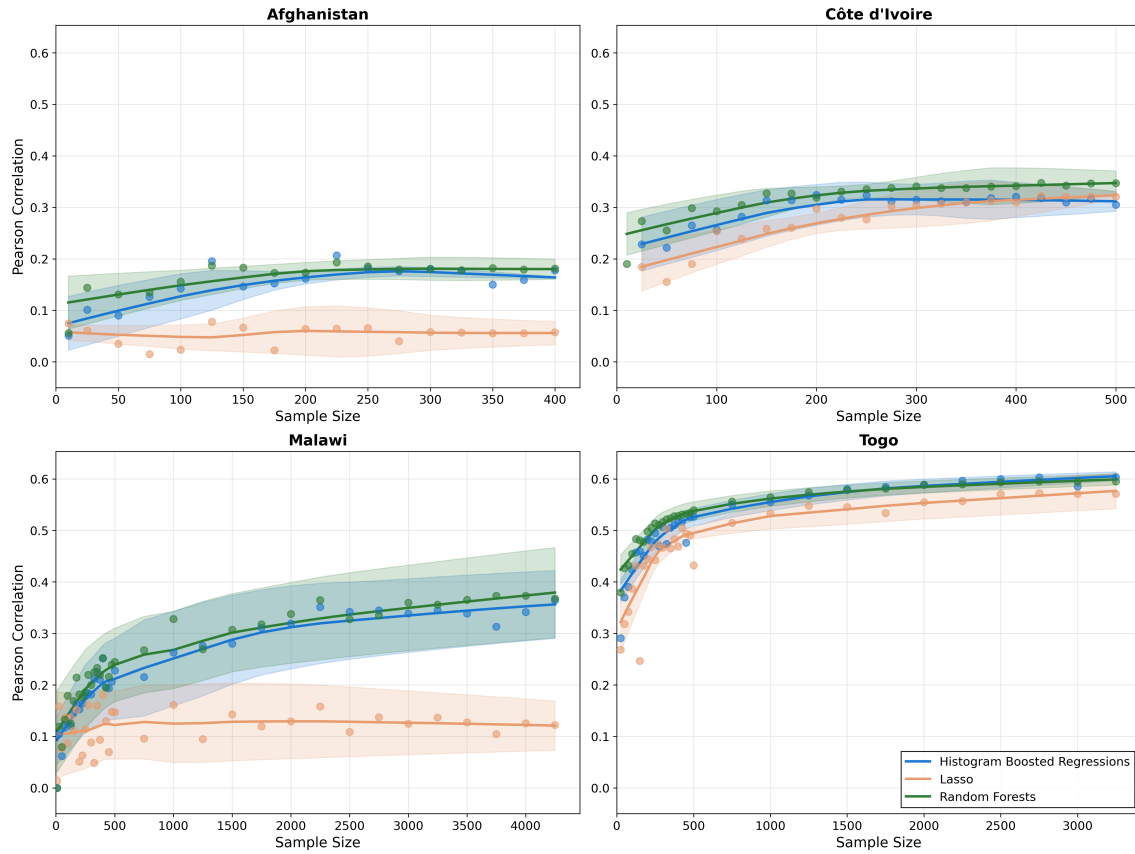 Afghanistan
Côte d'Ivoire
Pearson Correlation
0.6
0.5
0.4
0.3
0.2
0.1
0.0
0 50 100 150 200 250 300 350 400
Sample Size
0.6
0.5
0.4
0.3
0.2
0.1
0.0
0 100 200 300 400 500
Sample Size
Malawi
Togo
Pearson Correlation
0.6
0.5
0.4
0.3
0.2
0.1
0.0
0 500 1000 1500 2000 2500 3000 3500 4000
Sample Size
0.6
0.5
0.4
0.3
0.2
0.1
0.0
Histogram Boosted Regressions
Lasso
Random Forests
0 500 1000 1500 2000 2500 3000
Sample Size